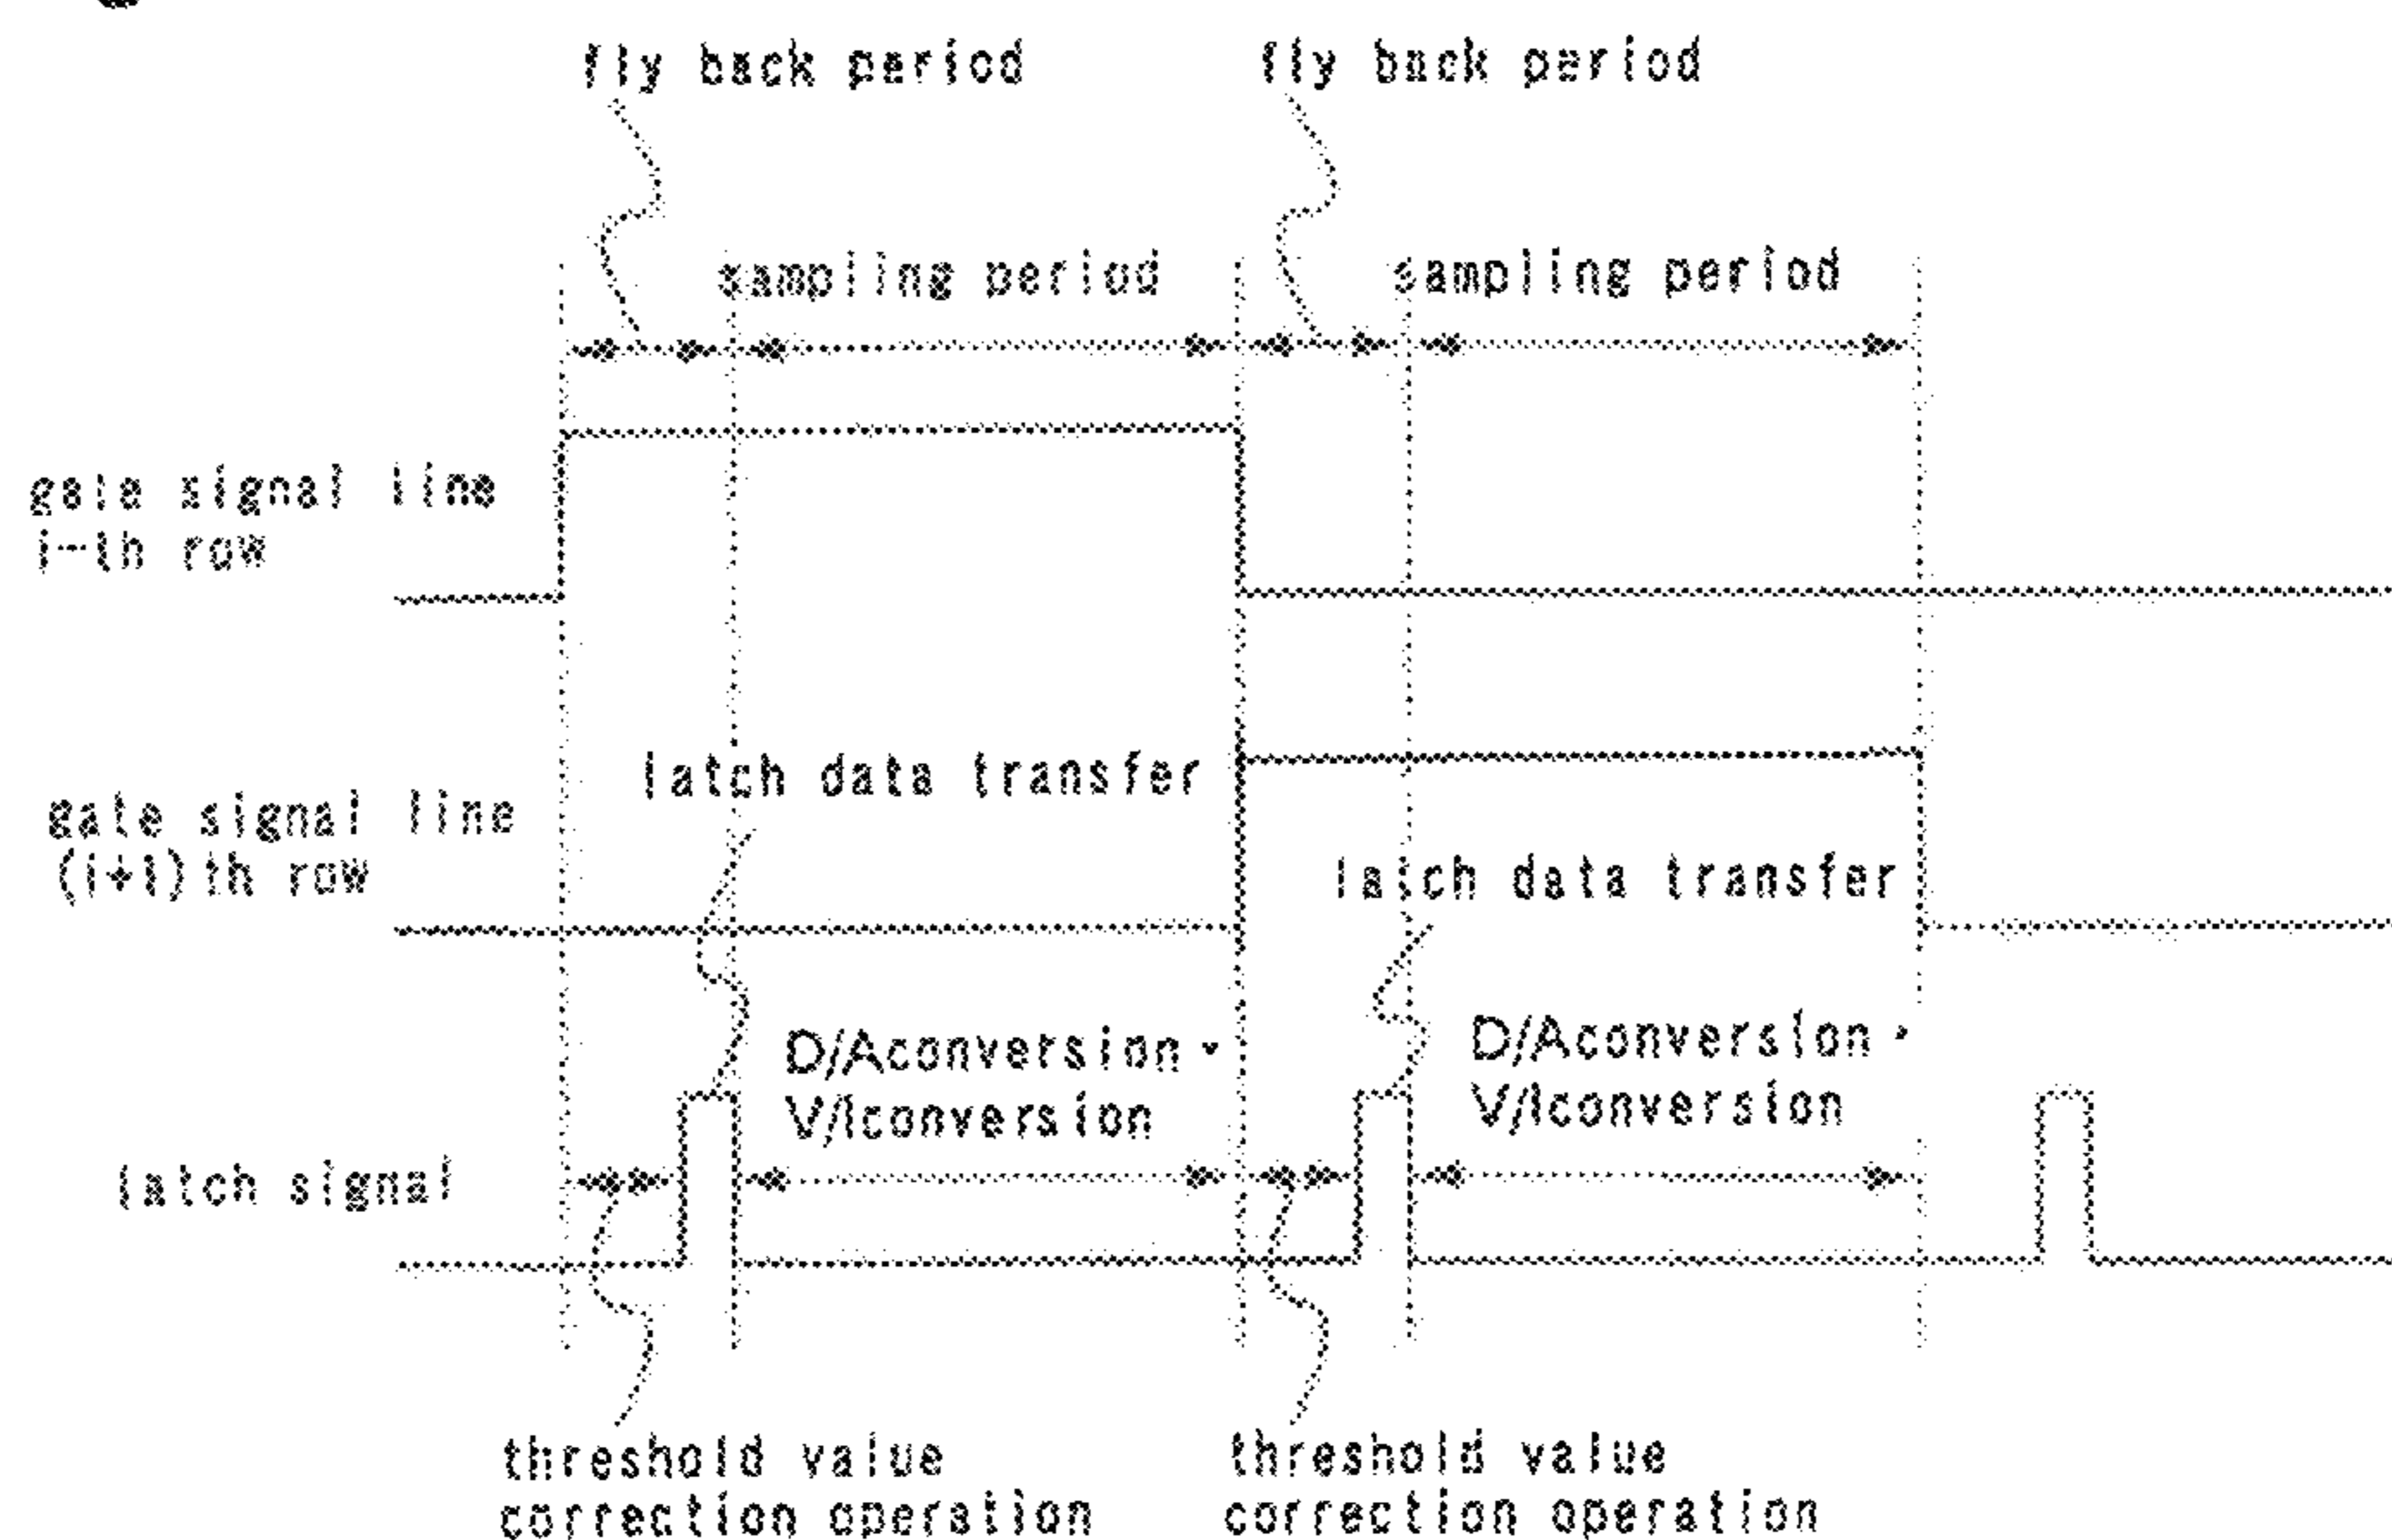 fly back period
fly back period
sampling period
sampling period
gate signal line
i-th row
latch data transfer
gate signal line
(i+1)th row
latch data transfer
D/Aconversion・
V/Iconversion
D/Aconversion・
V/Iconversion
latch signal
threshold value
correction operation
threshold value
correction operation